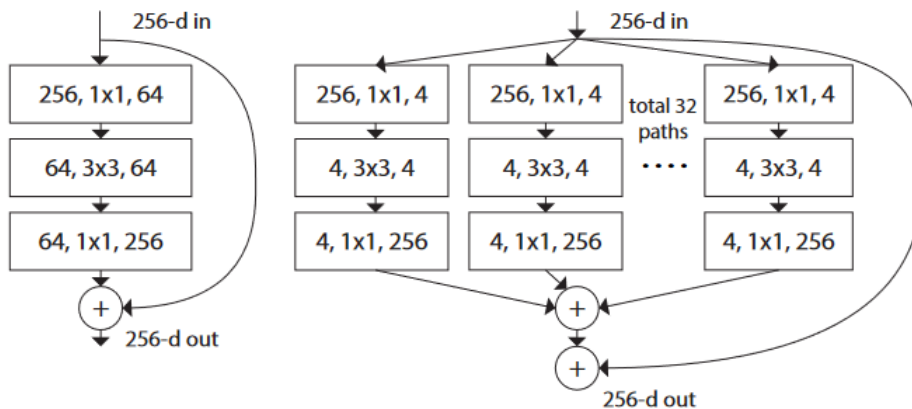 256-d in
256, 1x1, 64
64, 3x3, 64
64, 1x1, 256
+
256-d out
256-d in
256, 1x1, 4
256, 1x1, 4
total 32
paths
....
256, 1x1, 4
4, 3x3, 4
4, 3x3, 4
4, 3x3, 4
4, 1x1, 256
4, 1x1, 256
4, 1x1, 256
+
+
256-d out